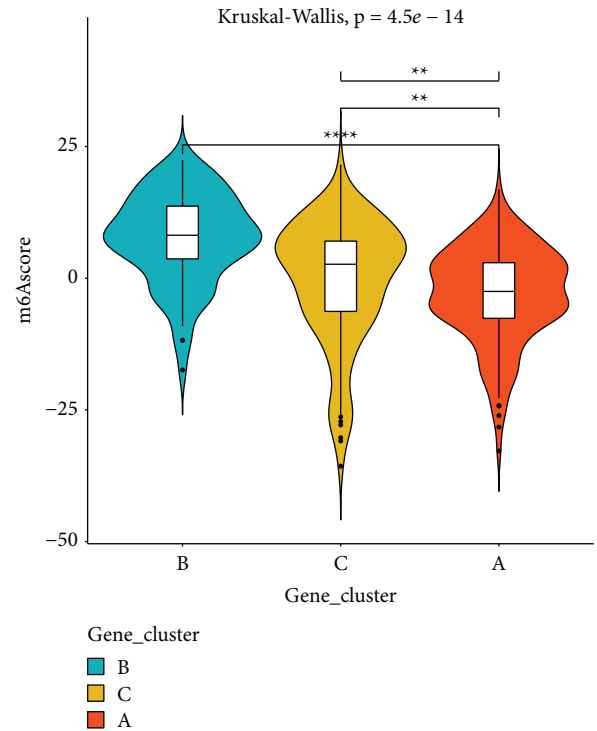 Kruskal-Wallis, p = 4.5e − 14
**
**
****
25
0
−25
−50
m6Ascore
B C A
Gene_cluster
Gene_cluster
B
C
A